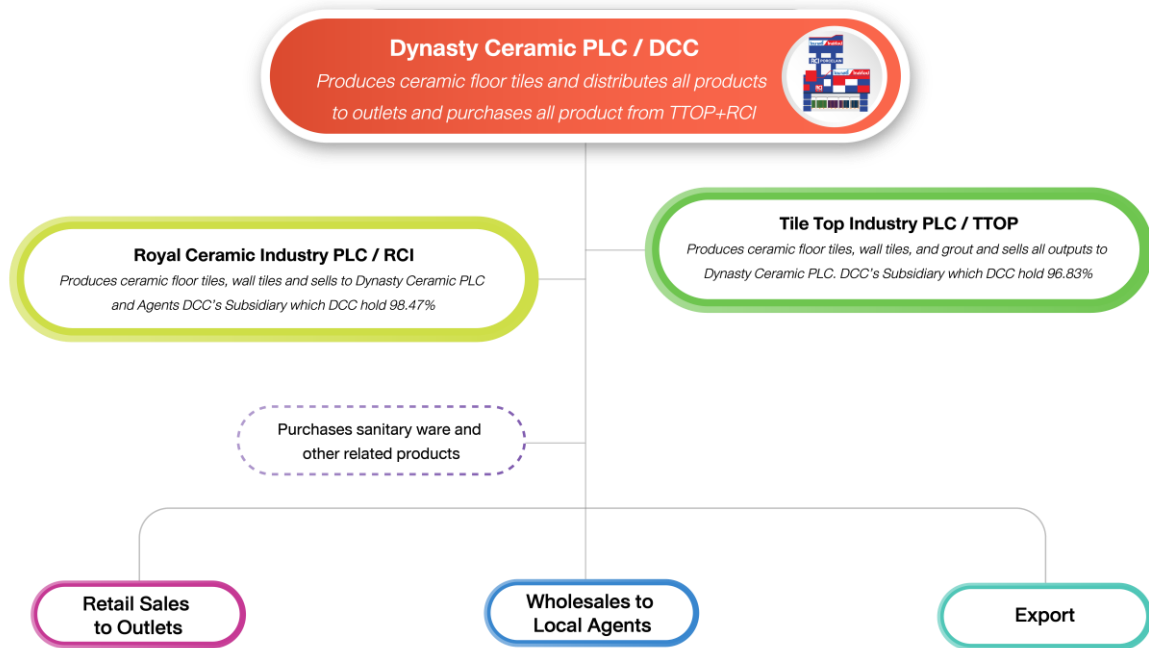 Dynasty Ceramic PLC / DCC
Produces ceramic floor tiles and distributes all products
to outlets and purchases all product from TTOP+RCI
Royal Ceramic Industry PLC / RCI
Produces ceramic floor tiles, wall tiles and sells to Dynasty Ceramic PLC
and Agents DCC's Subsidiary which DCC hold 98.47%
Tile Top Industry PLC / TTOP
Produces ceramic floor tiles, wall tiles, and grout and sells all outputs to
Dynasty Ceramic PLC. DCC's Subsidiary which DCC hold 96.83%
Purchases sanitary ware and
other related products
Retail Sales
to Outlets
Wholesales to
Local Agents
Export